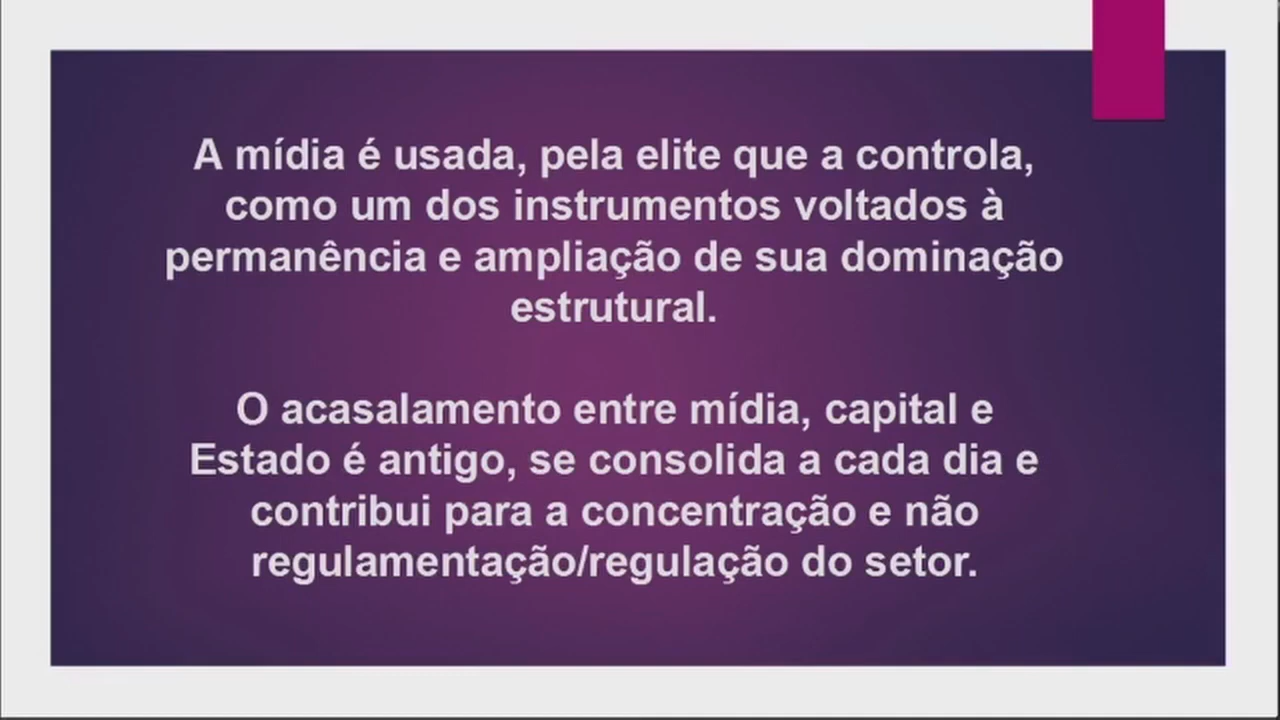 A mídia é usada, pela elite que a controla,
como um dos instrumentos voltados à
permanência e ampliação de sua dominação
estrutural.
O acasalamento entre mídia, capital e
Estado é antigo, se consolida a cada dia e
contribui para a concentração e não
regulamentação/regulação do setor.